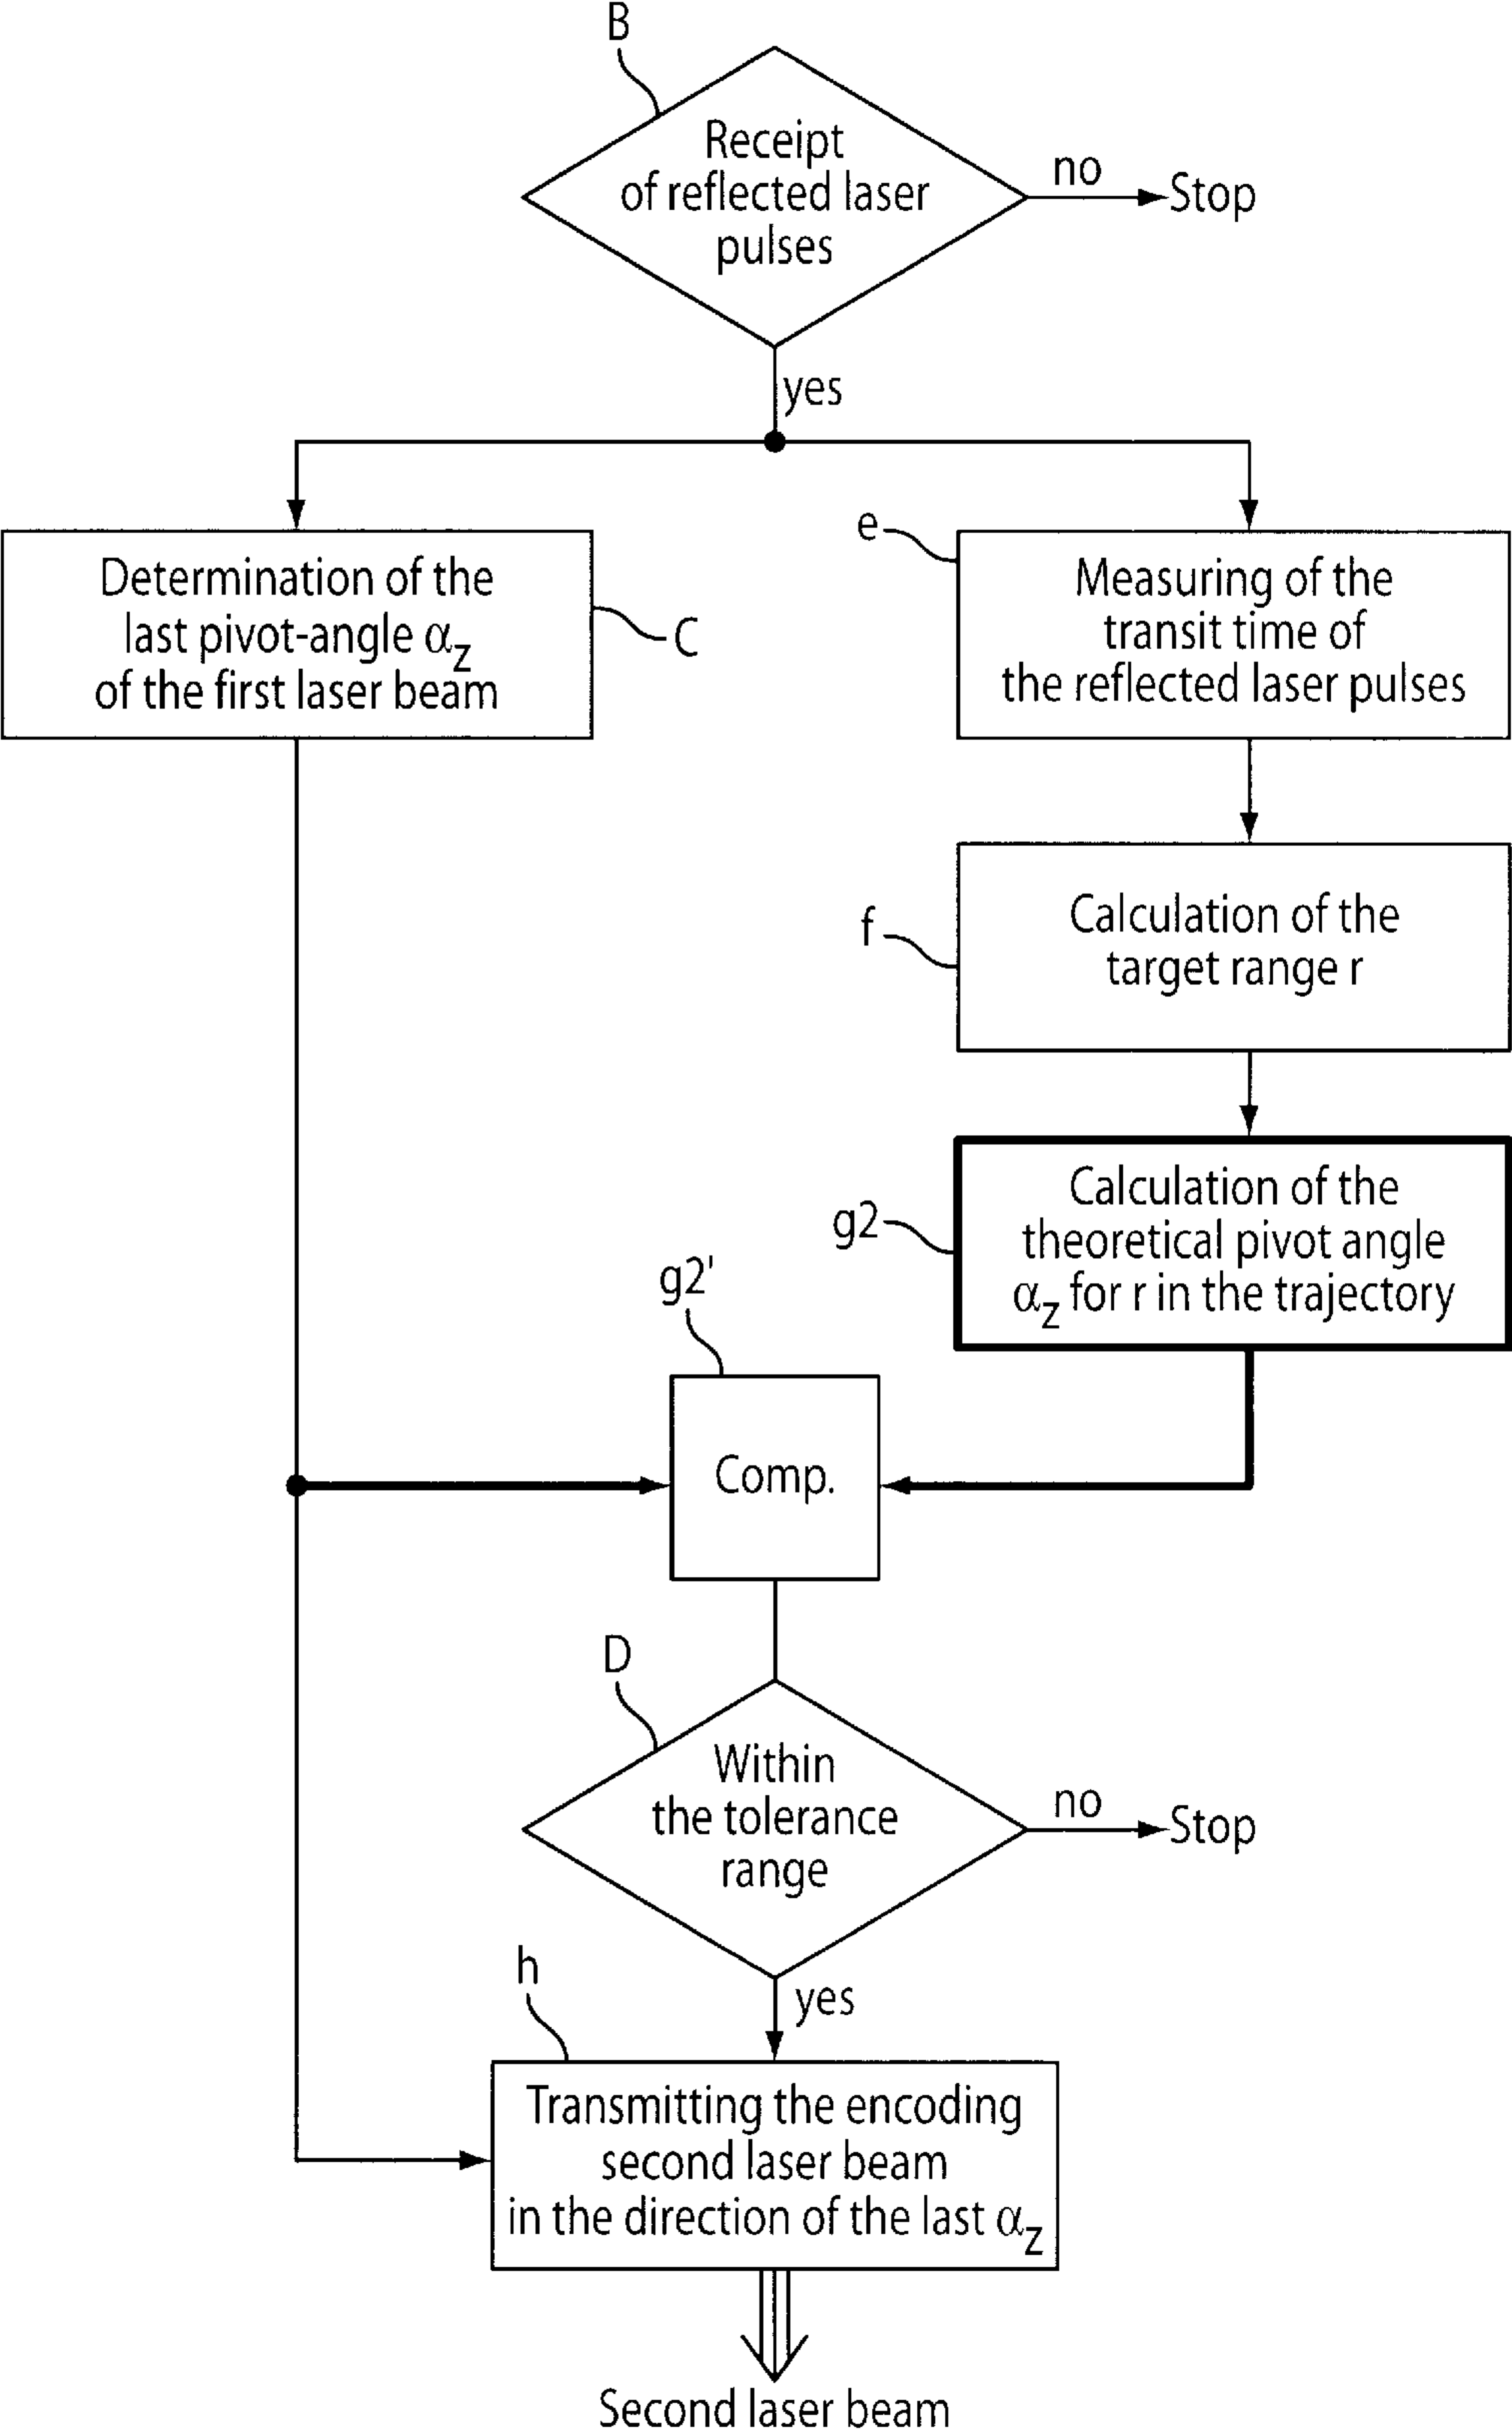 B
Receipt
of reflected laser
pulses
no
Stop
yes
Determination of the
last pivot-angle αz
of the first laser beam
C
e
Measuring of the
transit time of
the reflected laser pulses
f
Calculation of the
target range r
g2
Calculation of the
theoretical pivot angle
αz for r in the trajectory
g2'
Comp.
D
Within
the tolerance
range
no
Stop
yes
h
Transmitting the encoding
second laser beam
in the direction of the last αz
Second laser beam